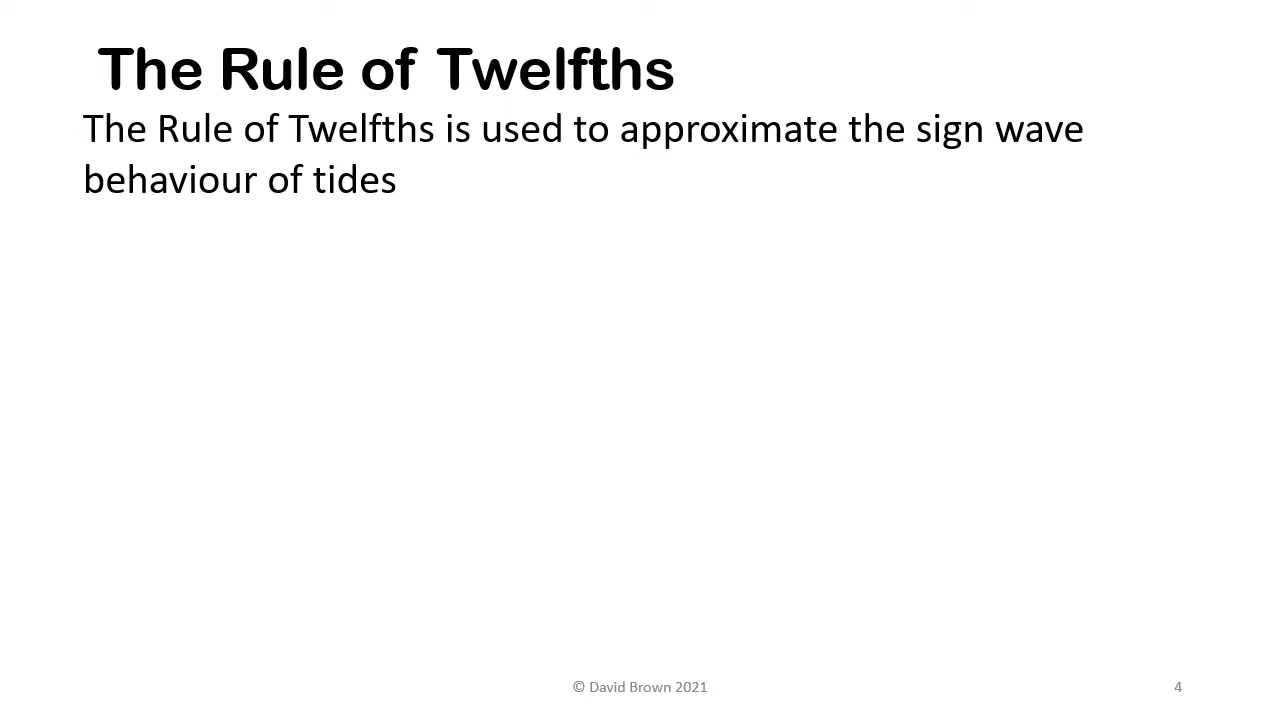 The Rule of Twelfths
The Rule of Twelfths is used to approximate the sign wave
behaviour of tides
© David Brown 2021
4